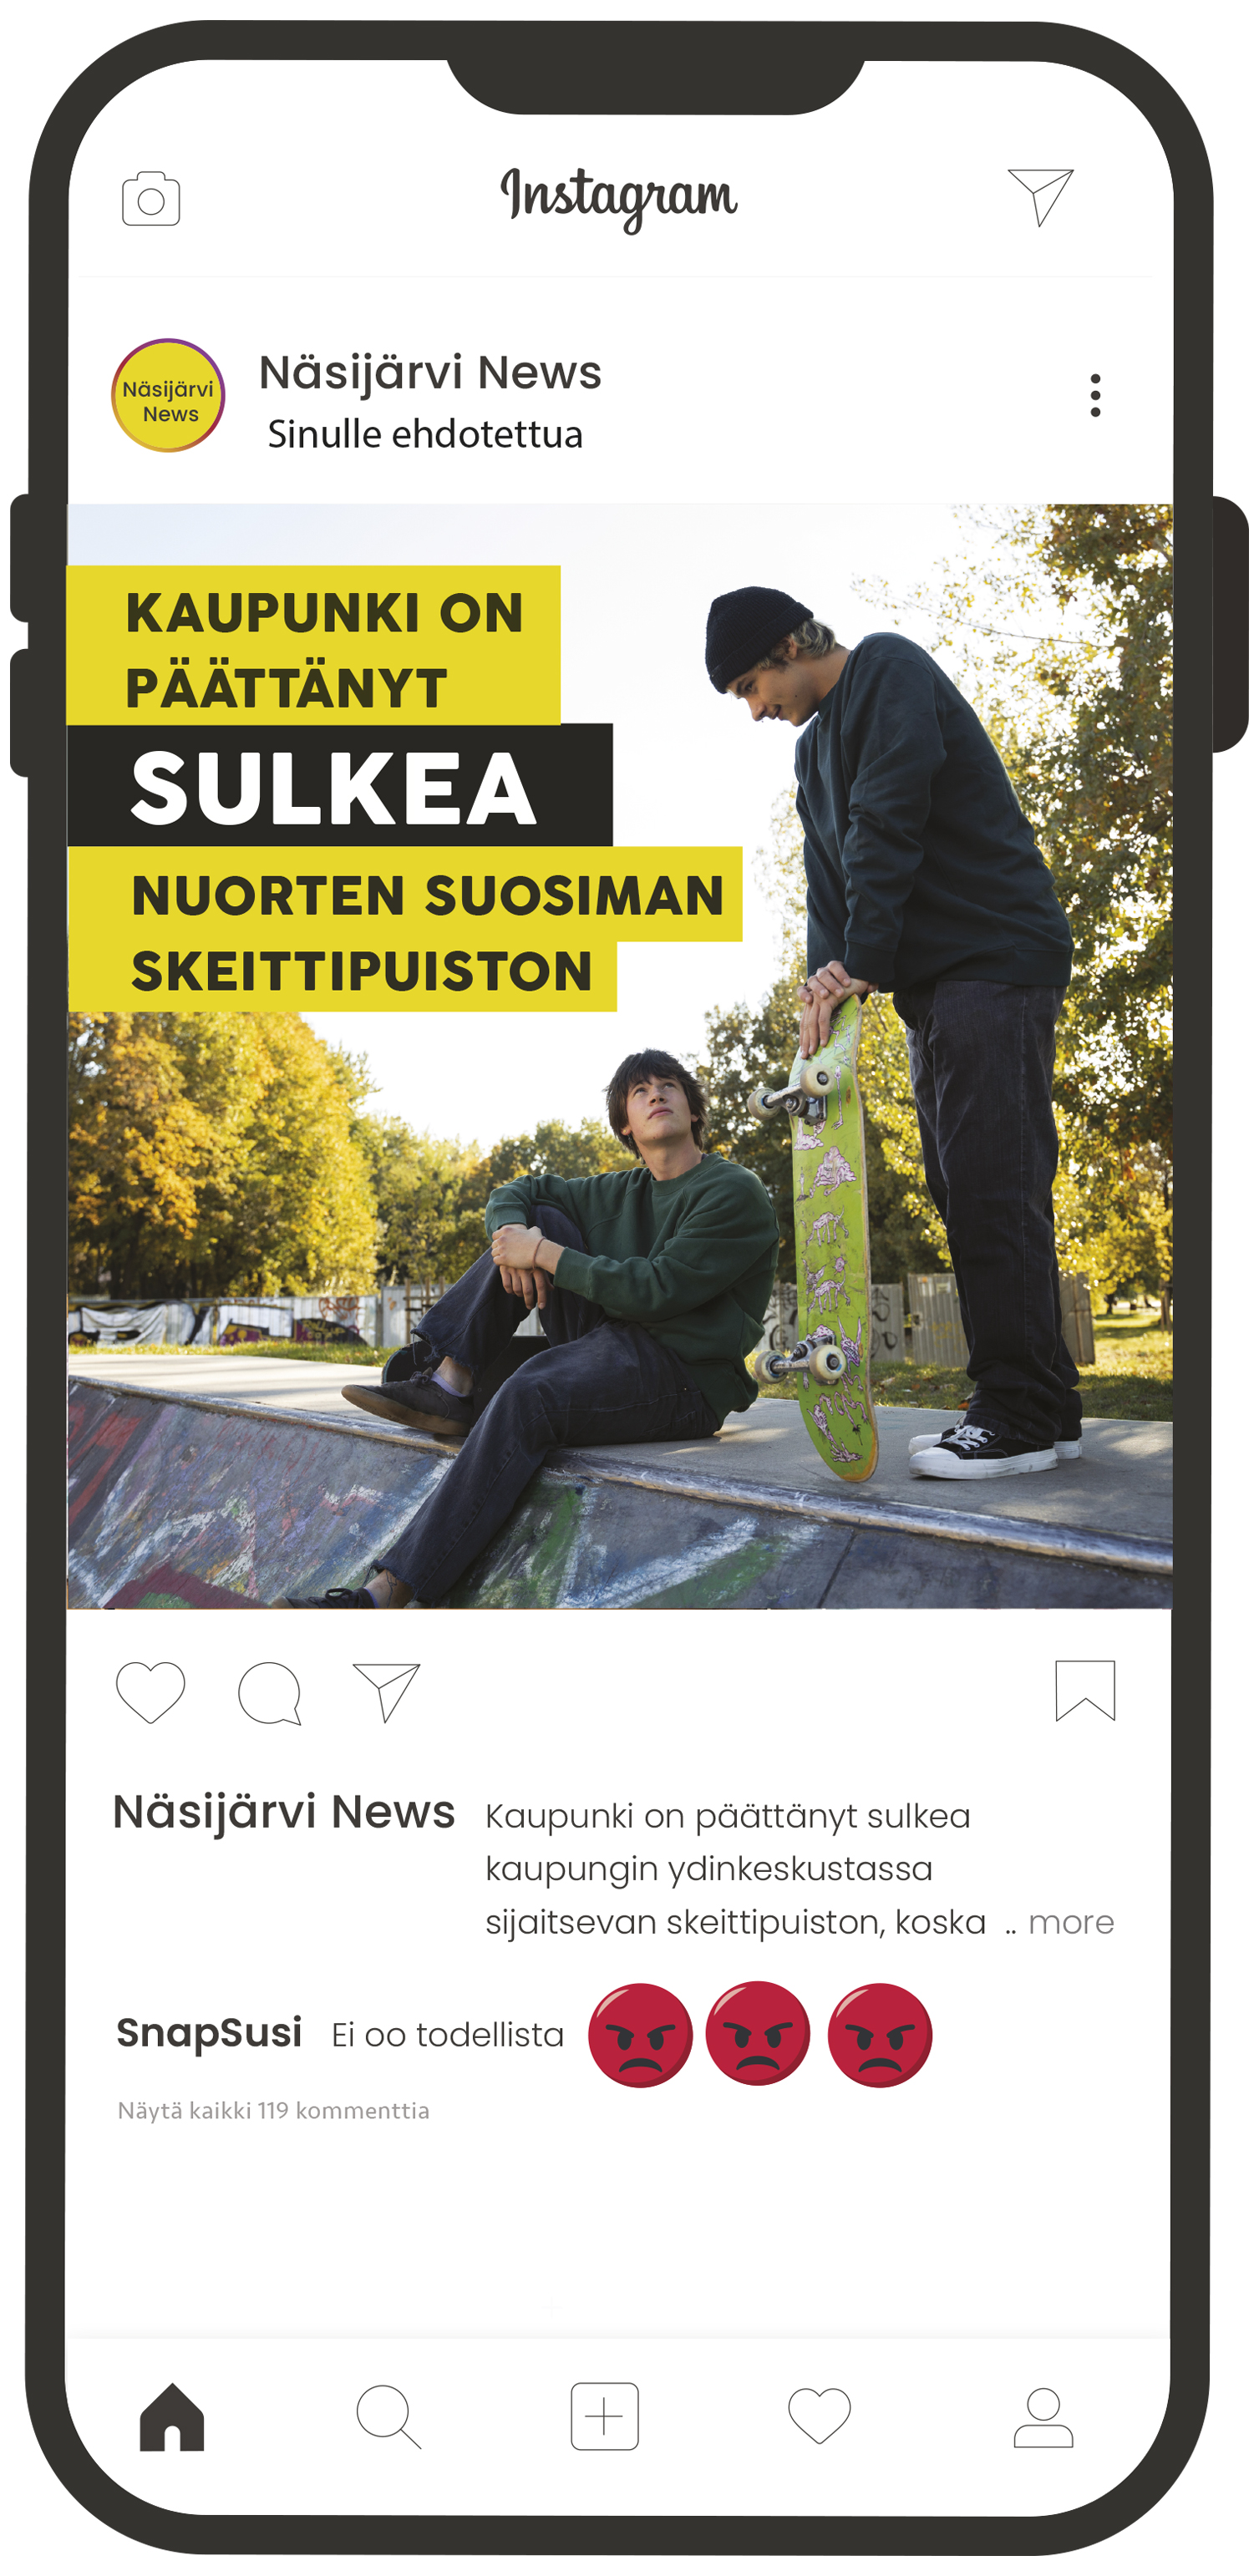 Instagram
Näsijärvi
News
Näsijärvi News
Sinulle ehdotettua
KAUPUNKI ON
PÄÄTTÄNYT
SULKEA
NUORTEN SUOSIMAN
SKEITTIPUISTON
Näsijärvi News Kaupunki on päättänyt sulkea
kaupungin ydinkeskustassa
sijaitsevan skeittipuiston, koska .. more
SnapSusi Ei oo todellista 😡😡😡
Näytä kaikki 119 kommenttia